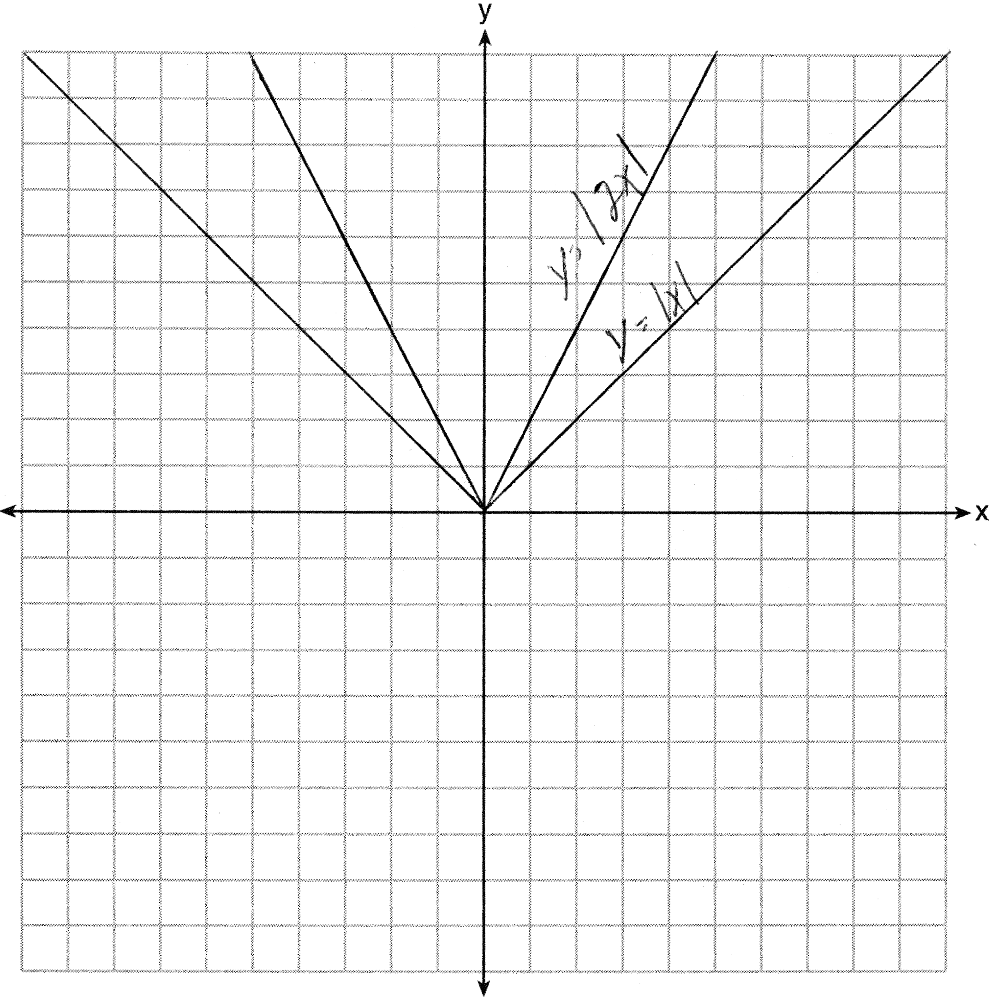 y
y = |2x|
y = |x|
x